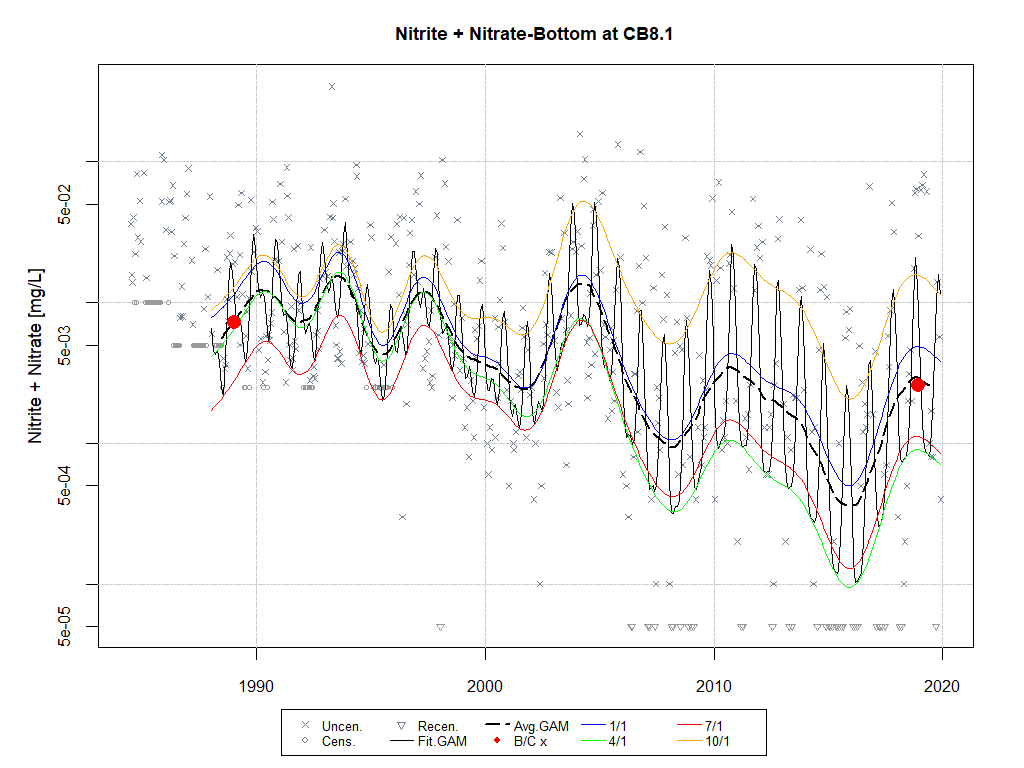 Nitrite + Nitrate-Bottom at CB8.1
Nitrite + Nitrate [mg/L]
5e-02
5e-03
5e-04
5e-05
1990 2000 2010 2020
Uncen. Recen. Avg.GAM 1/1 7/1
Cens. Fit.GAM B/C x 4/1 10/1